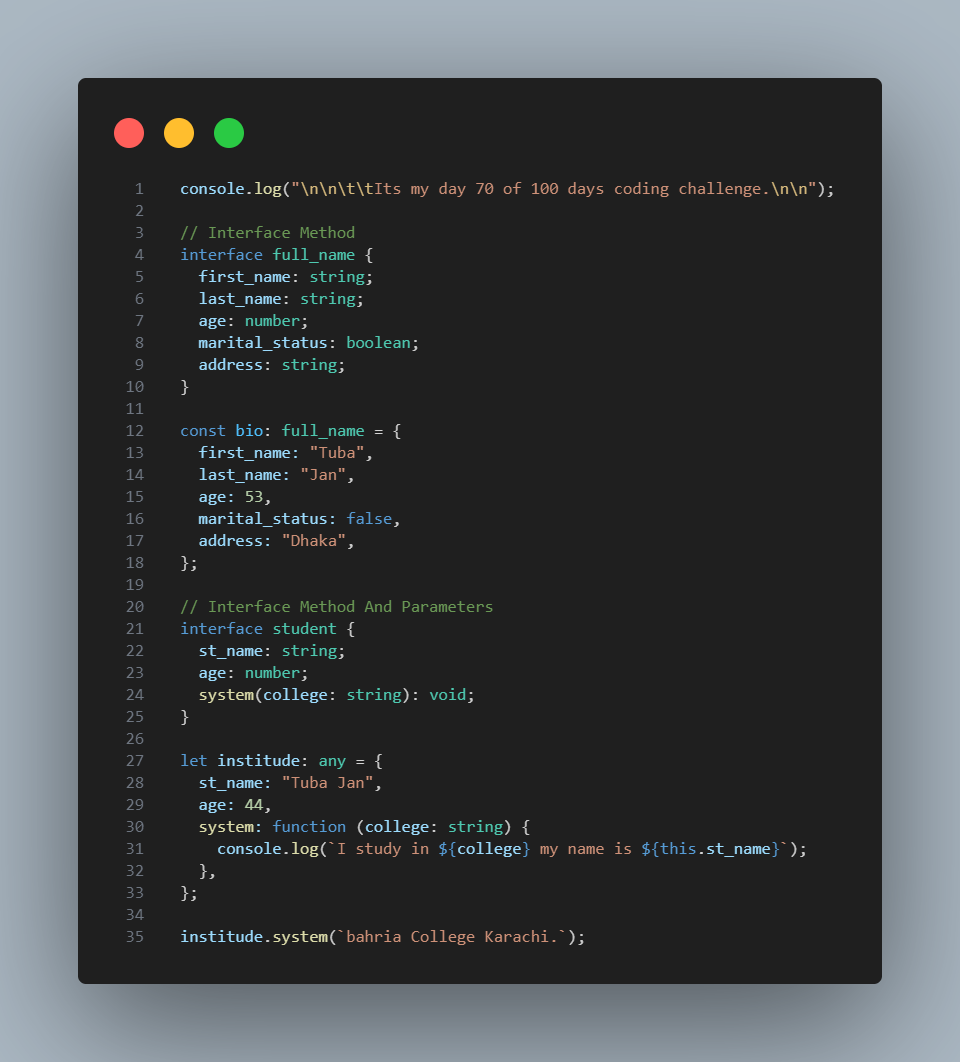 1 console.log("\n\n\t\tIts my day 70 of 100 days coding challenge.\n\n");
2
3 // Interface Method
4 interface full_name {
5   first_name: string;
6   last_name: string;
7   age: number;
8   marital_status: boolean;
9   address: string;
10 }
11
12 const bio: full_name = {
13   first_name: "Tuba",
14   last_name: "Jan",
15   age: 53,
16   marital_status: false,
17   address: "Dhaka",
18 };
19
20 // Interface Method And Parameters
21 interface student {
22   st_name: string;
23   age: number;
24   system(college: string): void;
25 }
26
27 let institude: any = {
28   st_name: "Tuba Jan",
29   age: 44,
30   system: function (college: string) {
31     console.log(`I study in ${college} my name is ${this.st_name}`);
32   },
33 };
34
35 institude.system(`bahria College Karachi.`);